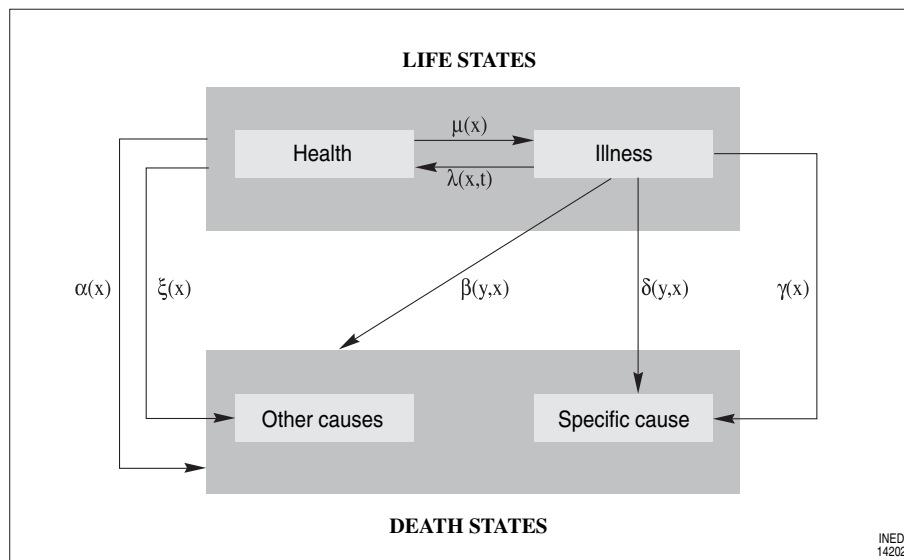 LIFE STATES
μ(x)
Health
Illness
λ(x,t)
α(x)
ξ(x)
β(y,x)
δ(y,x)
γ(x)
Other causes
Specific cause
DEATH STATES
INED
14202